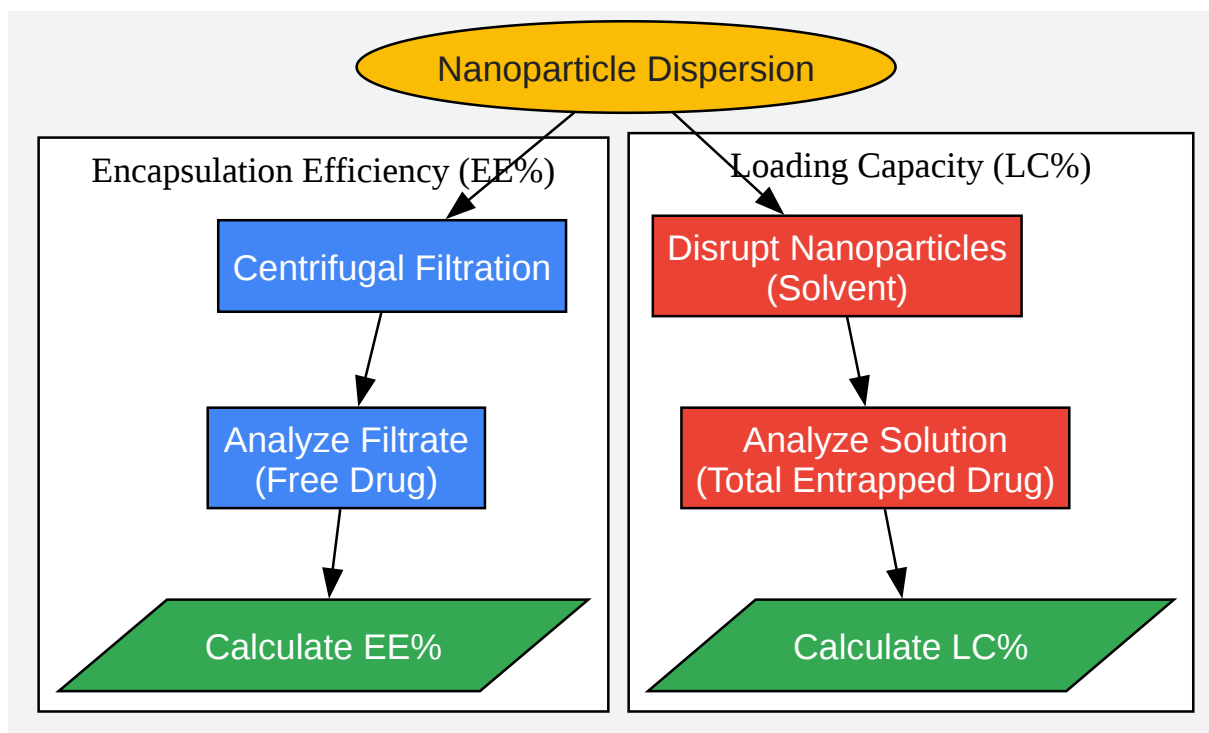 Nanoparticle Dispersion
Encapsulation Efficiency (EE%)
Centrifugal Filtration
Analyze Filtrate
(Free Drug)
Calculate EE%
Loading Capacity (LC%)
Disrupt Nanoparticles
(Solvent)
Analyze Solution
(Total Entrapped Drug)
Calculate LC%